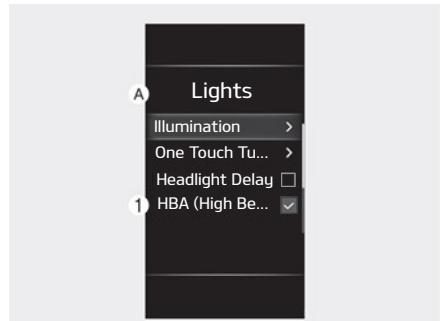 A Lights
Illumination >
One Touch Tu... >
Headlight Delay
1 HBA (High Be...